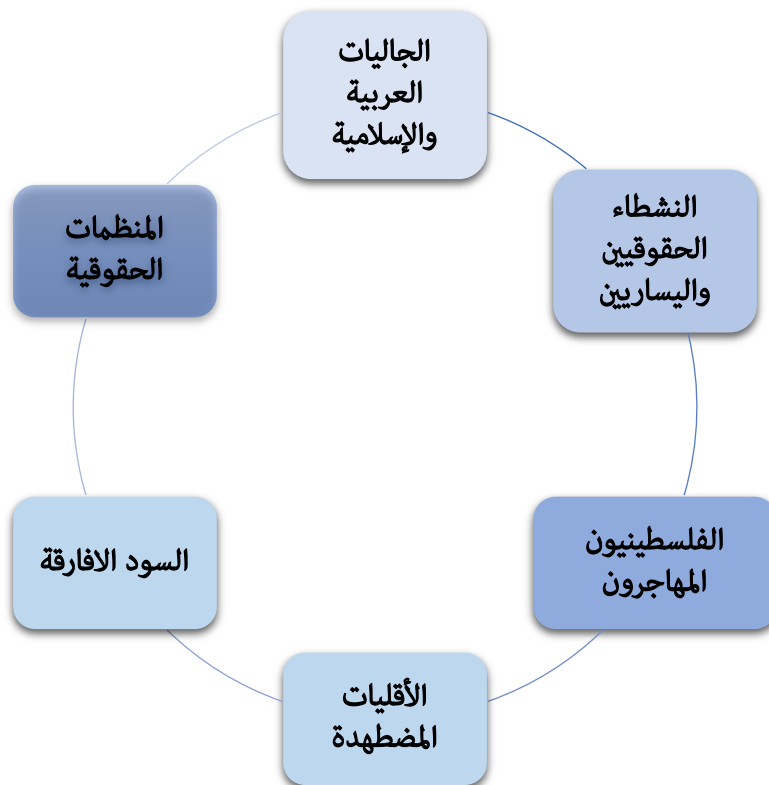 الجاليات
العربية
والإسلامية
النشطاء
الحقوقيين
واليساريين
الفلسطينيون
المهاجرون
الأقليات
المضطهدة
السود الافارقة
المنظمات
الحقوقية